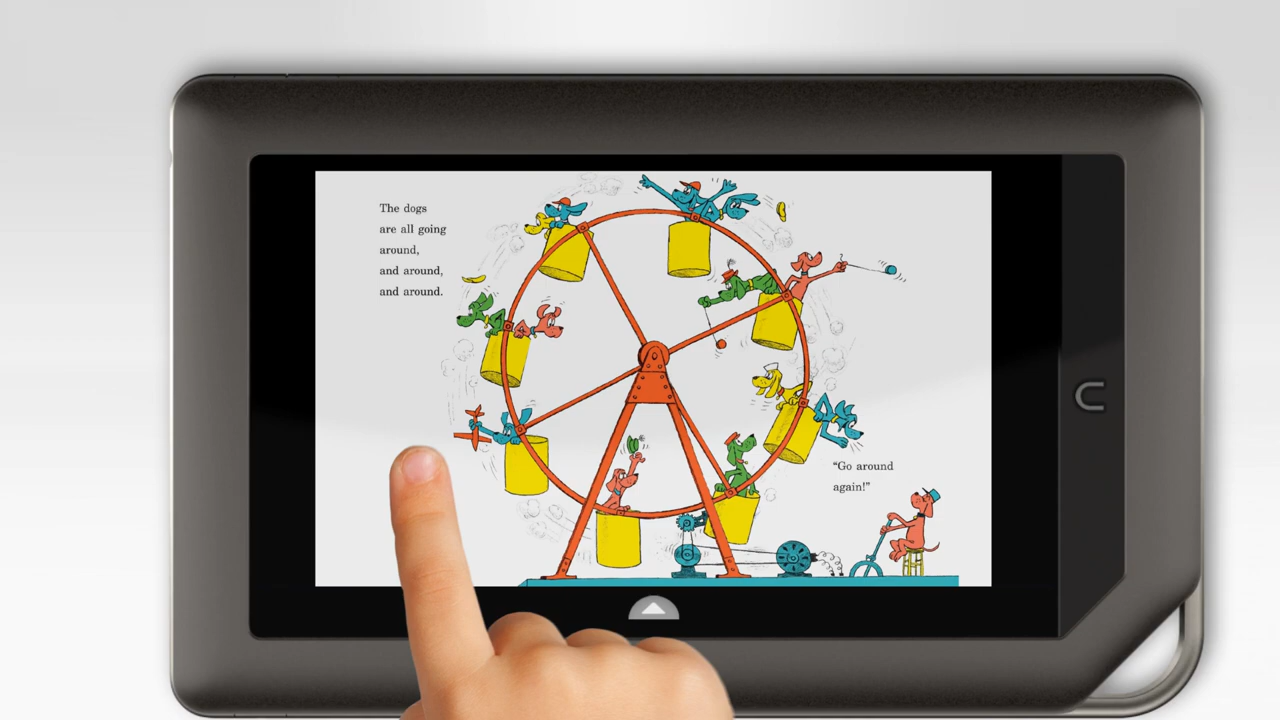 The dogs
are all going
around,
and around,
and around.
“Go around
again!”